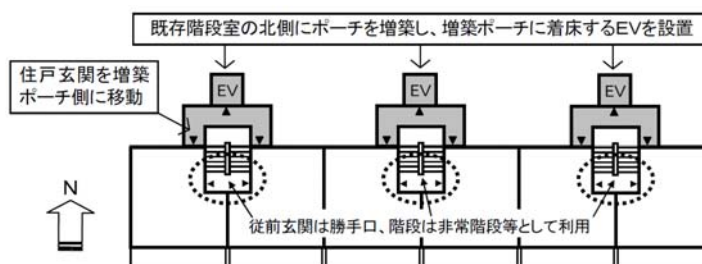 既存階段室の北側にポーチを増築し、増築ポーチに着床するEVを設置
住戸玄関を増築
ポーチ側に移動
EV
EV
EV
N
従前玄関は勝手口、階段は非常階段等として利用